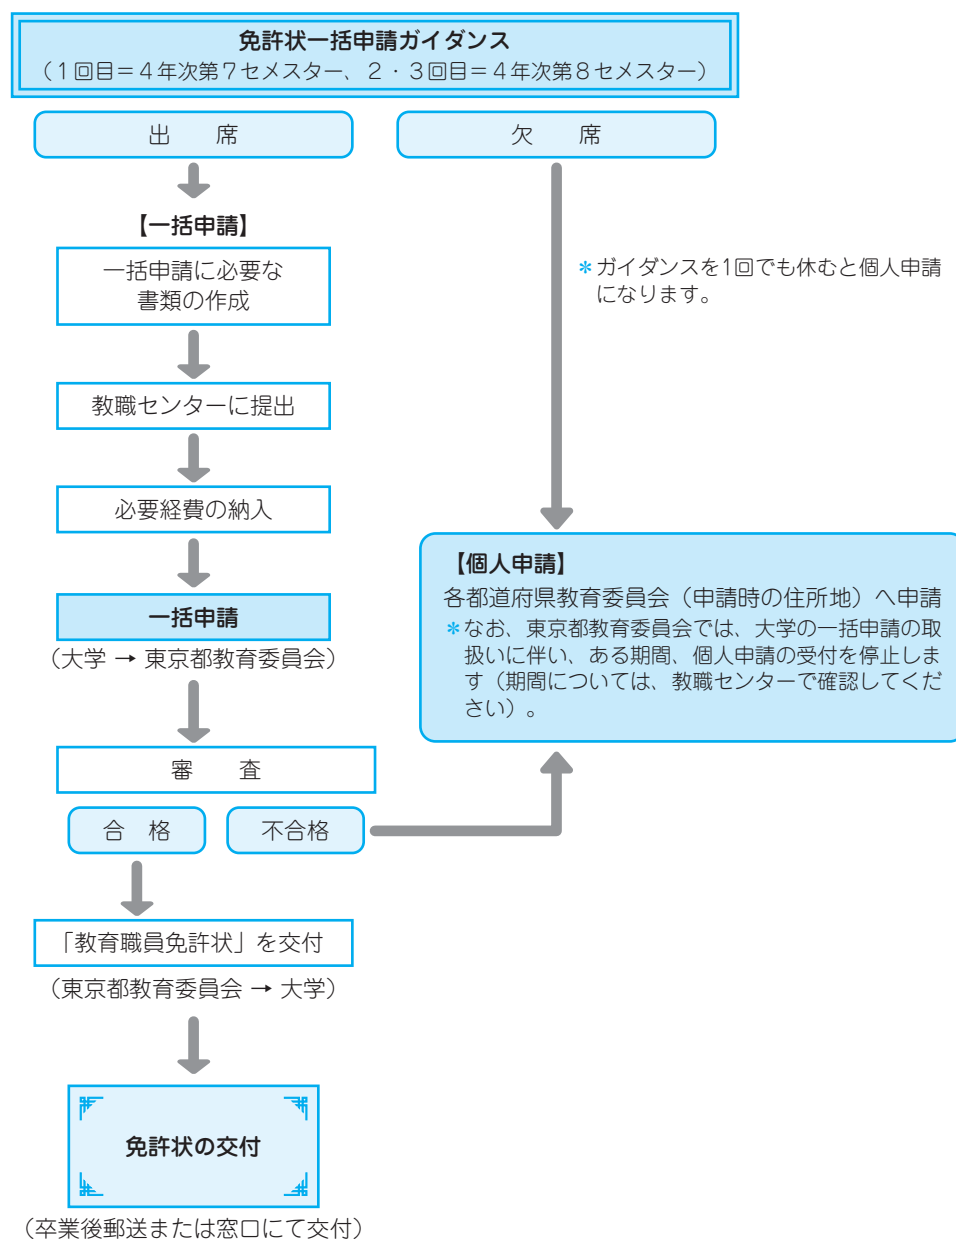 免許状一括申請ガイダンス
（１回目＝４年次第７セメスター、２・３回目＝４年次第８セメスター）
出　席
欠　席
【一括申請】
一括申請に必要な
書類の作成
＊ガイダンスを1回でも休むと個人申請
になります。
教職センターに提出
必要経費の納入
一括申請
（大学 → 東京都教育委員会）
【個人申請】
各都道府県教育委員会（申請時の住所地）へ申請
＊なお、東京都教育委員会では、大学の一括申請の取
扱いに伴い、ある期間、個人申請の受付を停止しま
す（期間については、教職センターで確認してくだ
さい）。
審　査
合　格
不合格
「教育職員免許状」を交付
（東京都教育委員会 → 大学）
免許状の交付
（卒業後郵送または窓口にて交付）